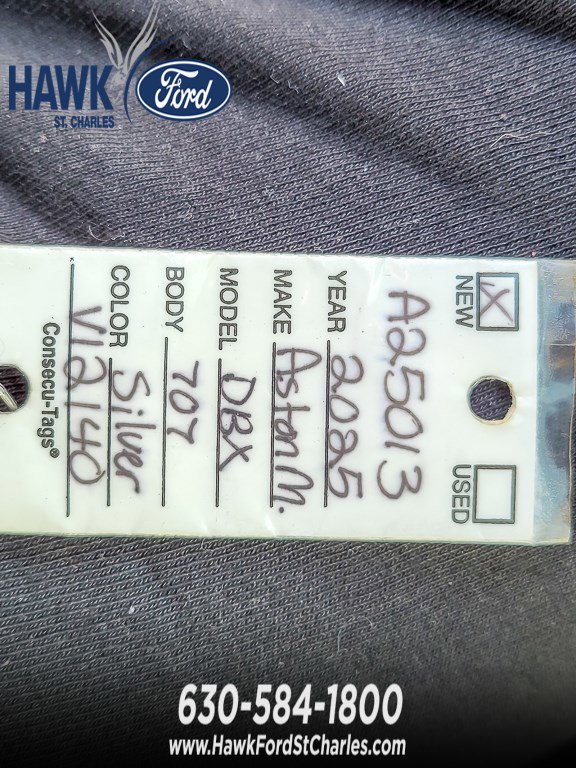 HAWK Ford
ST. CHARLES
NEW X USED
A25013
YEAR 2025
MAKE Aston M.
MODEL DBX
BODY 707
COLOR Silver
V12140
Consecu-Tags®
630-584-1800
www.HawkFordStCharles.com